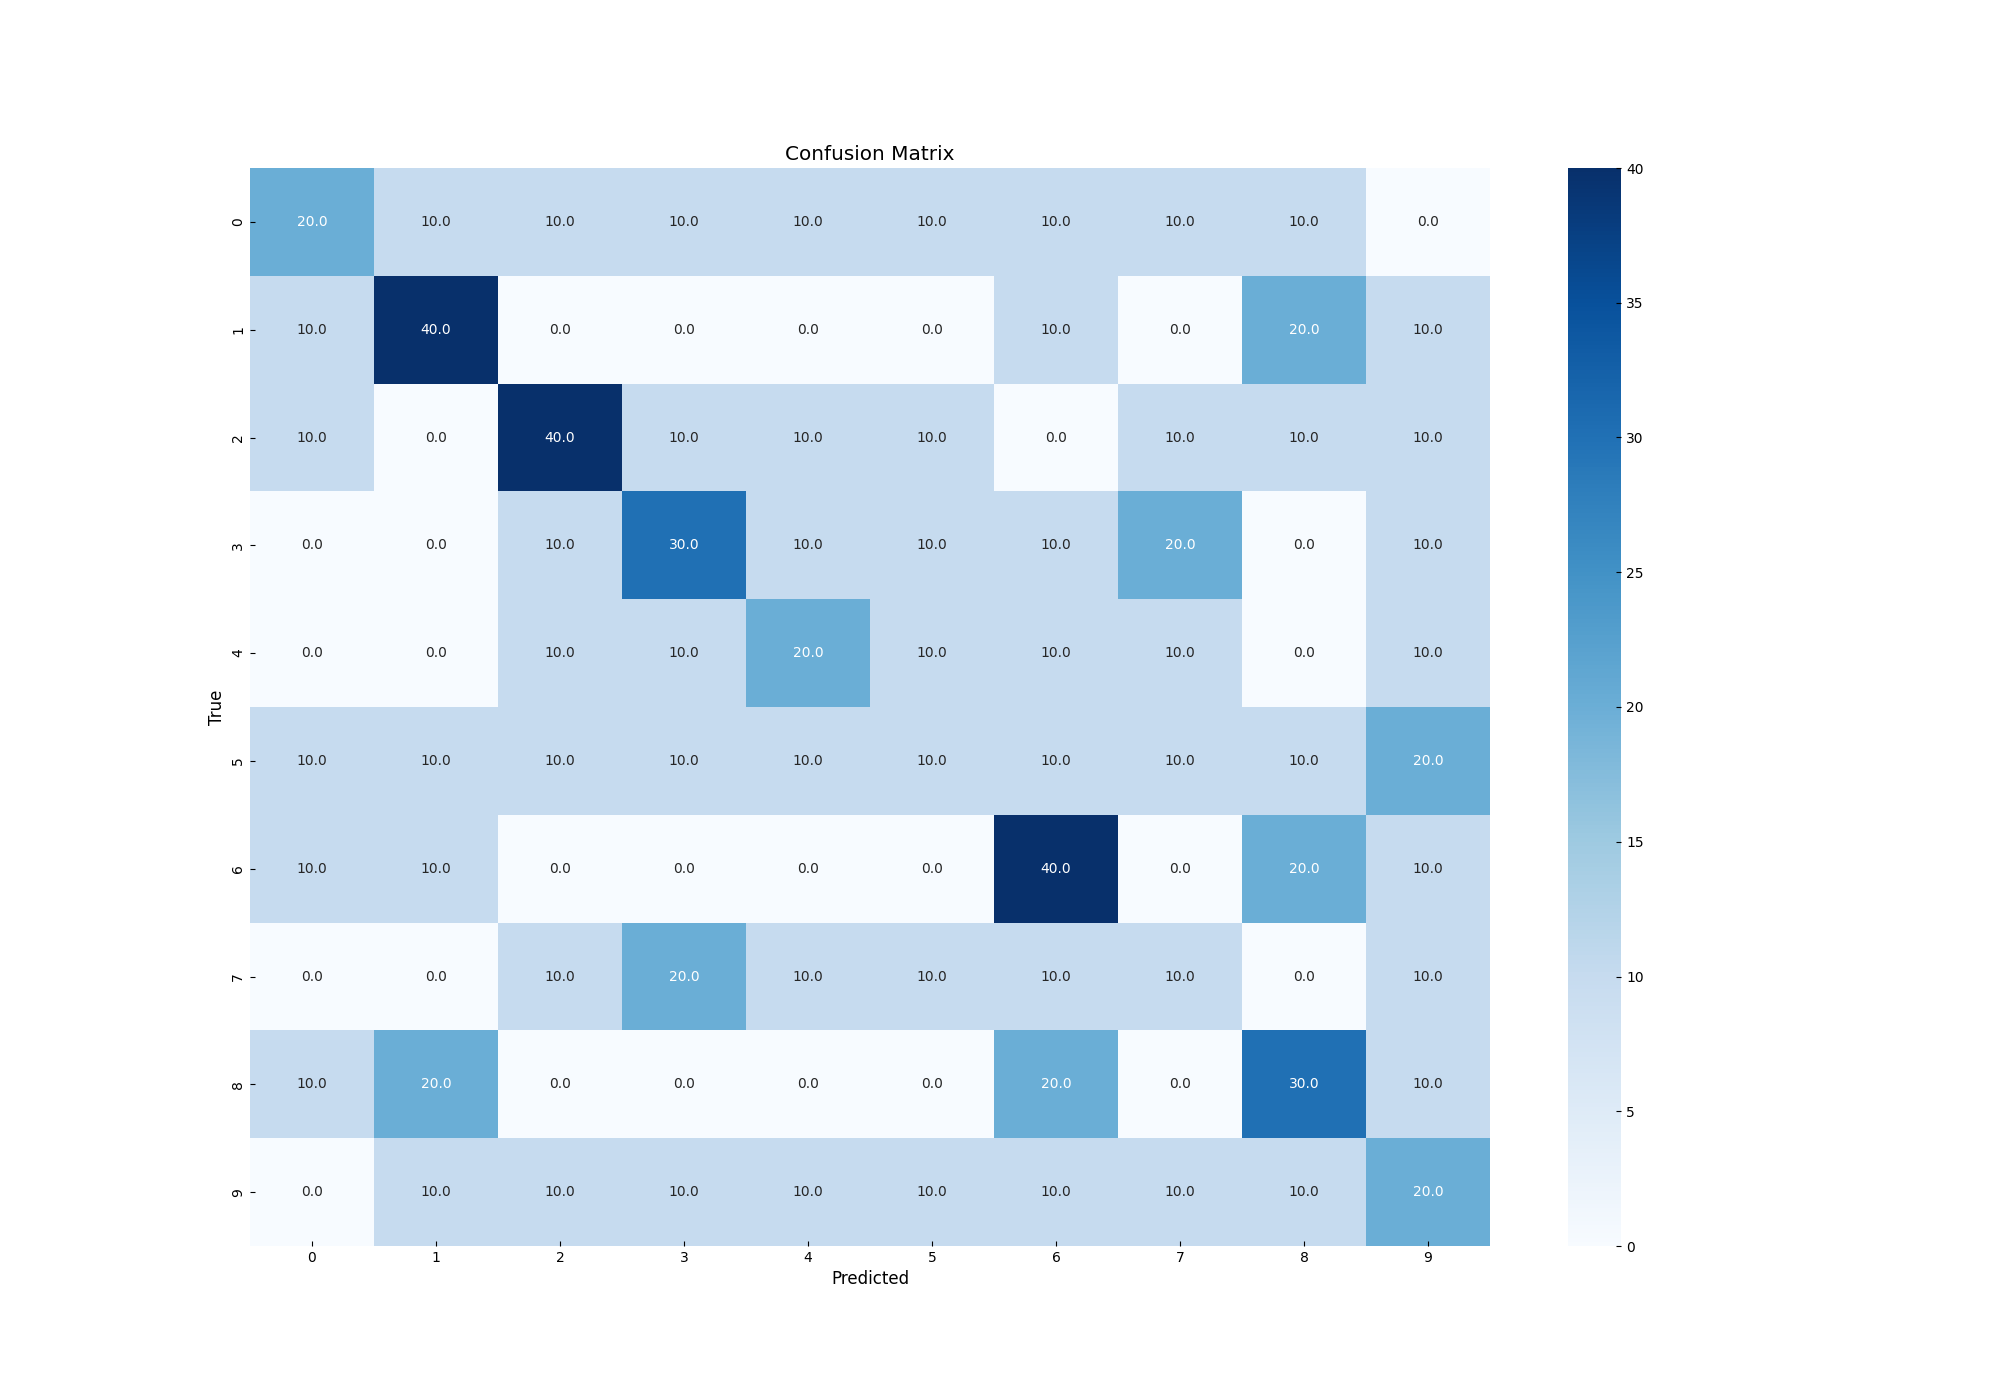 Confusion Matrix
0 20.0 10.0 10.0 10.0 10.0 10.0 10.0 10.0 10.0 0.0
1 10.0 40.0 0.0 0.0 0.0 0.0 10.0 0.0 20.0 10.0
2 10.0 0.0 40.0 10.0 10.0 10.0 0.0 10.0 10.0 10.0
3 0.0 0.0 10.0 30.0 10.0 10.0 10.0 20.0 0.0 10.0
4 0.0 0.0 10.0 10.0 20.0 10.0 10.0 10.0 0.0 10.0
True
5 10.0 10.0 10.0 10.0 10.0 10.0 10.0 10.0 10.0 20.0
6 10.0 10.0 0.0 0.0 0.0 0.0 40.0 0.0 20.0 10.0
7 0.0 0.0 10.0 20.0 10.0 10.0 10.0 10.0 0.0 10.0
8 10.0 20.0 0.0 0.0 0.0 0.0 20.0 0.0 30.0 10.0
9 0.0 10.0 10.0 10.0 10.0 10.0 10.0 10.0 10.0 20.0
0 1 2 3 4 5 6 7 8 9
Predicted
40
35
30
25
20
15
10
5
0